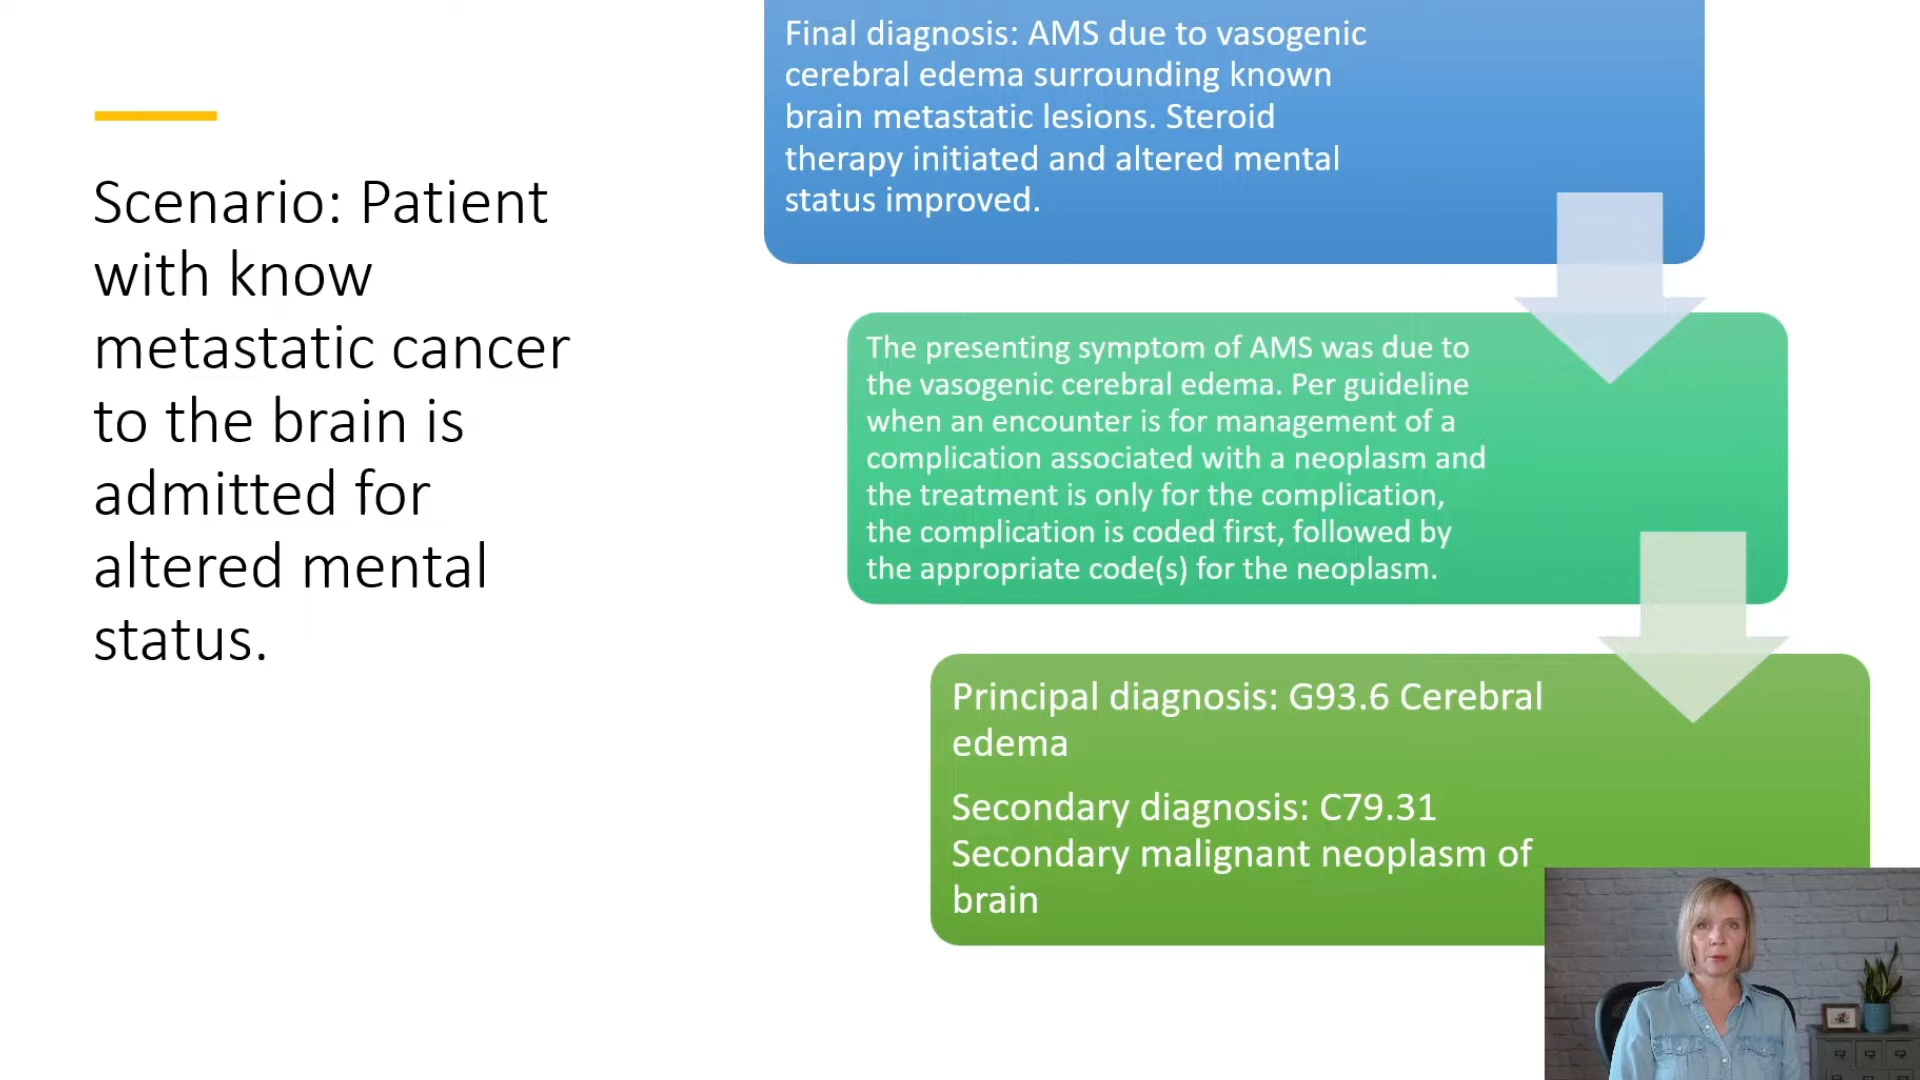 Scenario: Patient
with know
metastatic cancer
to the brain is
admitted for
altered mental
status.
Final diagnosis: AMS due to vasogenic
cerebral edema surrounding known
brain metastatic lesions. Steroid
therapy initiated and altered mental
status improved.
The presenting symptom of AMS was due to
the vasogenic cerebral edema. Per guideline
when an encounter is for management of a
complication associated with a neoplasm and
the treatment is only for the complication,
the complication is coded first, followed by
the appropriate code(s) for the neoplasm.
Principal diagnosis: G93.6 Cerebral
edema
Secondary diagnosis: C79.31
Secondary malignant neoplasm of
brain